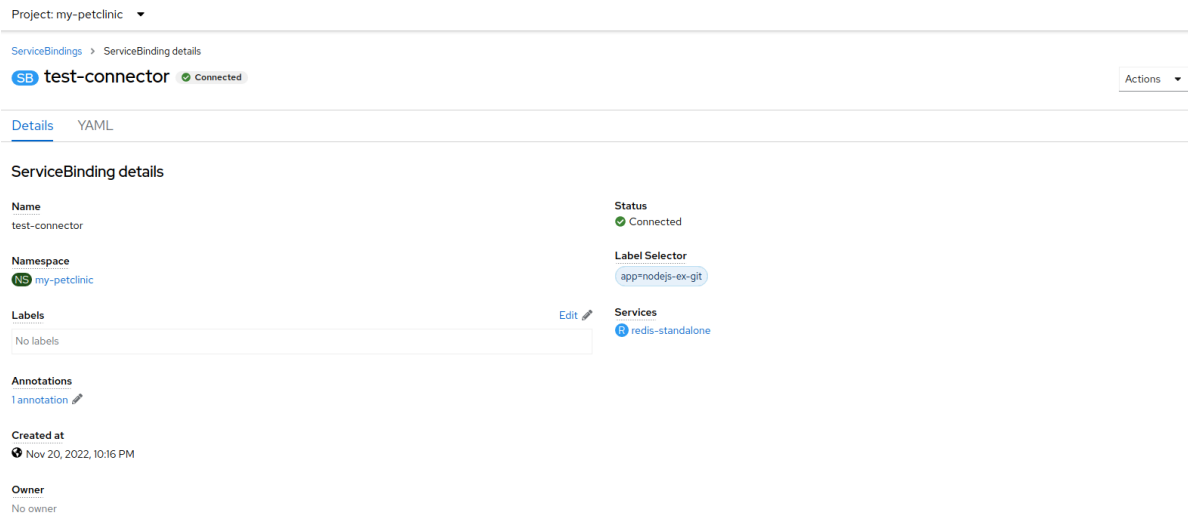 Project: my-petclinic
ServiceBindings > ServiceBinding details
SB test-connector Connected
Actions
Details YAML
ServiceBinding details
Name
test-connector
Namespace
NS my-petclinic
Labels Edit
No labels
Annotations
1 annotation
Created at
Nov 20, 2022, 10:16 PM
Owner
No owner
Status
Connected
Label Selector
app=nodejs-ex-git
Services
R redis-standalone